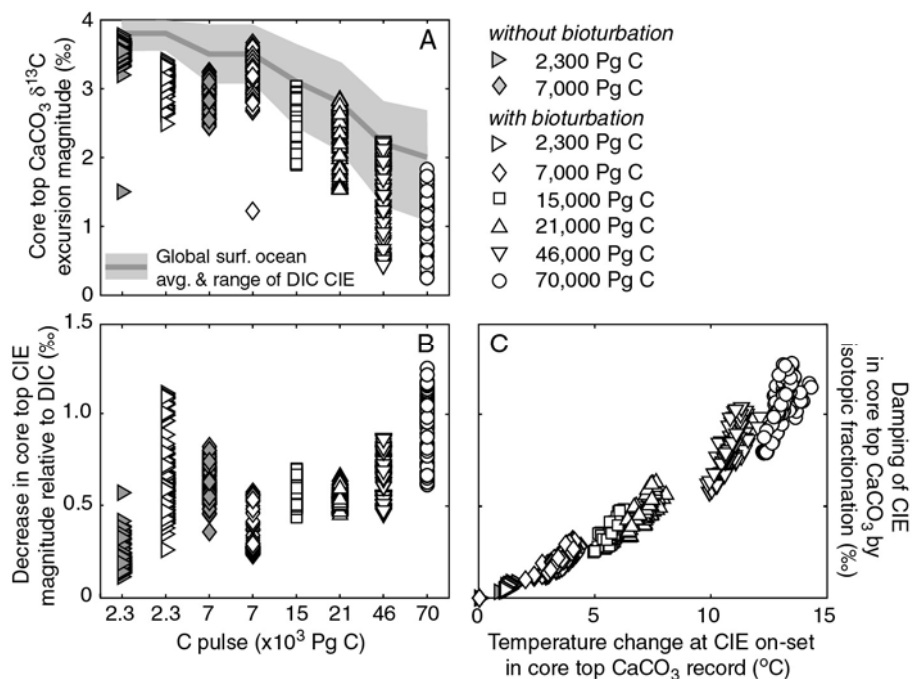 4
3
2
1
0
Core top CaCO₃ δ¹³C
excursion magnitude (‰)
A
Global surf. ocean
avg. & range of DIC CIE
without bioturbation
2,300 Pg C
7,000 Pg C
with bioturbation
2,300 Pg C
7,000 Pg C
15,000 Pg C
21,000 Pg C
46,000 Pg C
70,000 Pg C
1.5
1.0
0.5
0
Decrease in core top CIE
magnitude relative to DIC (‰)
B
2.3 2.3 7 7 15 21 46 70
C pulse (x10³ Pg C)
C
0 5 10 15
Temperature change at CIE on-set
in core top CaCO₃ record (°C)
Damping of CIE
in core top CaCO₃ by
isotopic fractionation (‰)